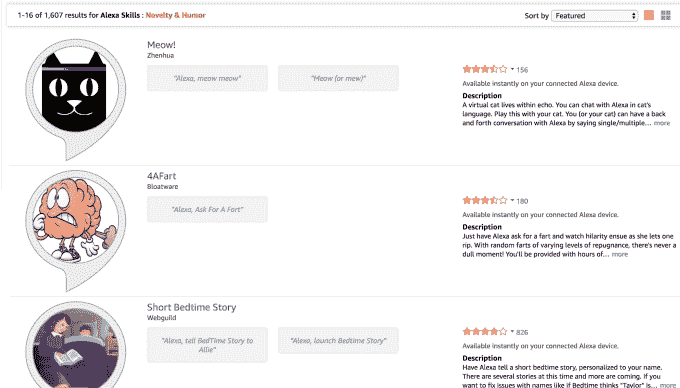 1-16 of 1,607 results for Alexa Skills : Novelty & Humor
Sort by Featured
Meow!
Zhenhua
"Alexa, meow meow"
"Meow (or mew)"
156
Available instantly on your connected Alexa device.
Description
A virtual cat lives within echo. You can chat with Alexa in cat's
language. Play this with your cat. You (or your cat) can have a back
and forth conversation with Alexa by saying single/multiple... more
4AFart
Bloatware
"Alexa, Ask For A Fart"
180
Available instantly on your connected Alexa device.
Description
Just have Alexa ask for a fart and watch hilarity ensue as she lets one
rip. With random farts of varying levels of repugnance, there's never a
dull moment! You'll be provided with hours of... more
Short Bedtime Story
Webguild
"Alexa, tell BedTime Story to
Allie"
"Alexa, launch Bedtime Story"
826
Available instantly on your connected Alexa device.
Description
Have Alexa tell a short bedtime story, personalized to your name.
There are several stories at this time and more are coming. If you
want to fix issues with names like if Bedtime thinks "Taylor" is... more